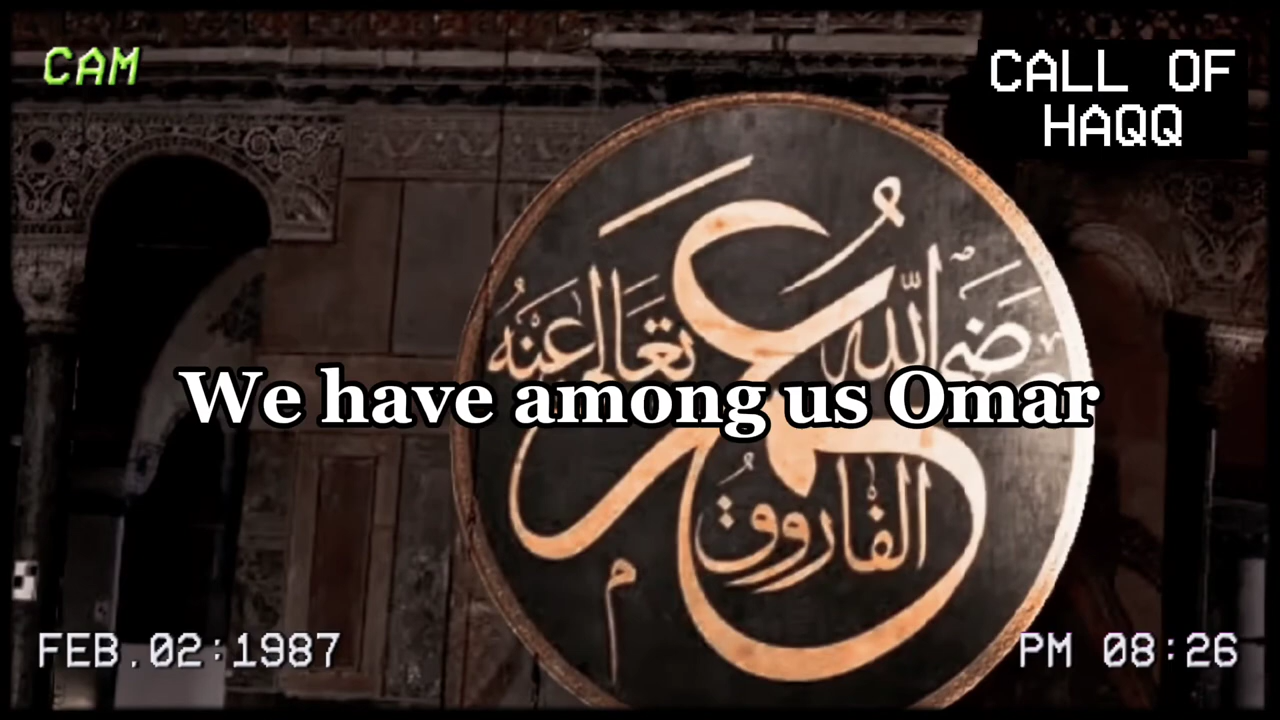 CAM
CALL OF
HAQQ
رضي الله تعالى عنه
عمر
We have among us Omar
الفاروق
FEB.02:1987
PM 08:26